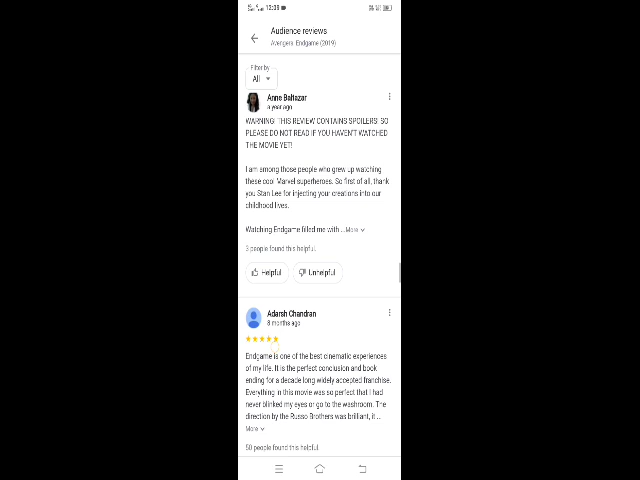 12:09
Audience reviews
Avengers: Endgame (2019)
Filter by
All
Anne Baltazar
a year ago
WARNING! THIS REVIEW CONTAINS SPOILERS, SO
PLEASE DO NOT READ IF YOU HAVEN'T WATCHED
THE MOVIE YET!
I am among those people who grew up watching
these cool Marvel superheroes. So first of all, thank
you Stan Lee for injecting your creations into our
childhood lives.
Watching Endgame filled me with ...More
3 people found this helpful.
Helpful
Unhelpful
Adarsh Chandran
8 months ago
Endgame is one of the best cinematic experiences
of my life. It is the perfect conclusion and book
ending for a decade long widely accepted franchise.
Everything in this movie was so perfect that I had
never blinked my eyes or go to the washroom. The
direction by the Russo Brothers was brilliant, it ...
More
50 people found this helpful.